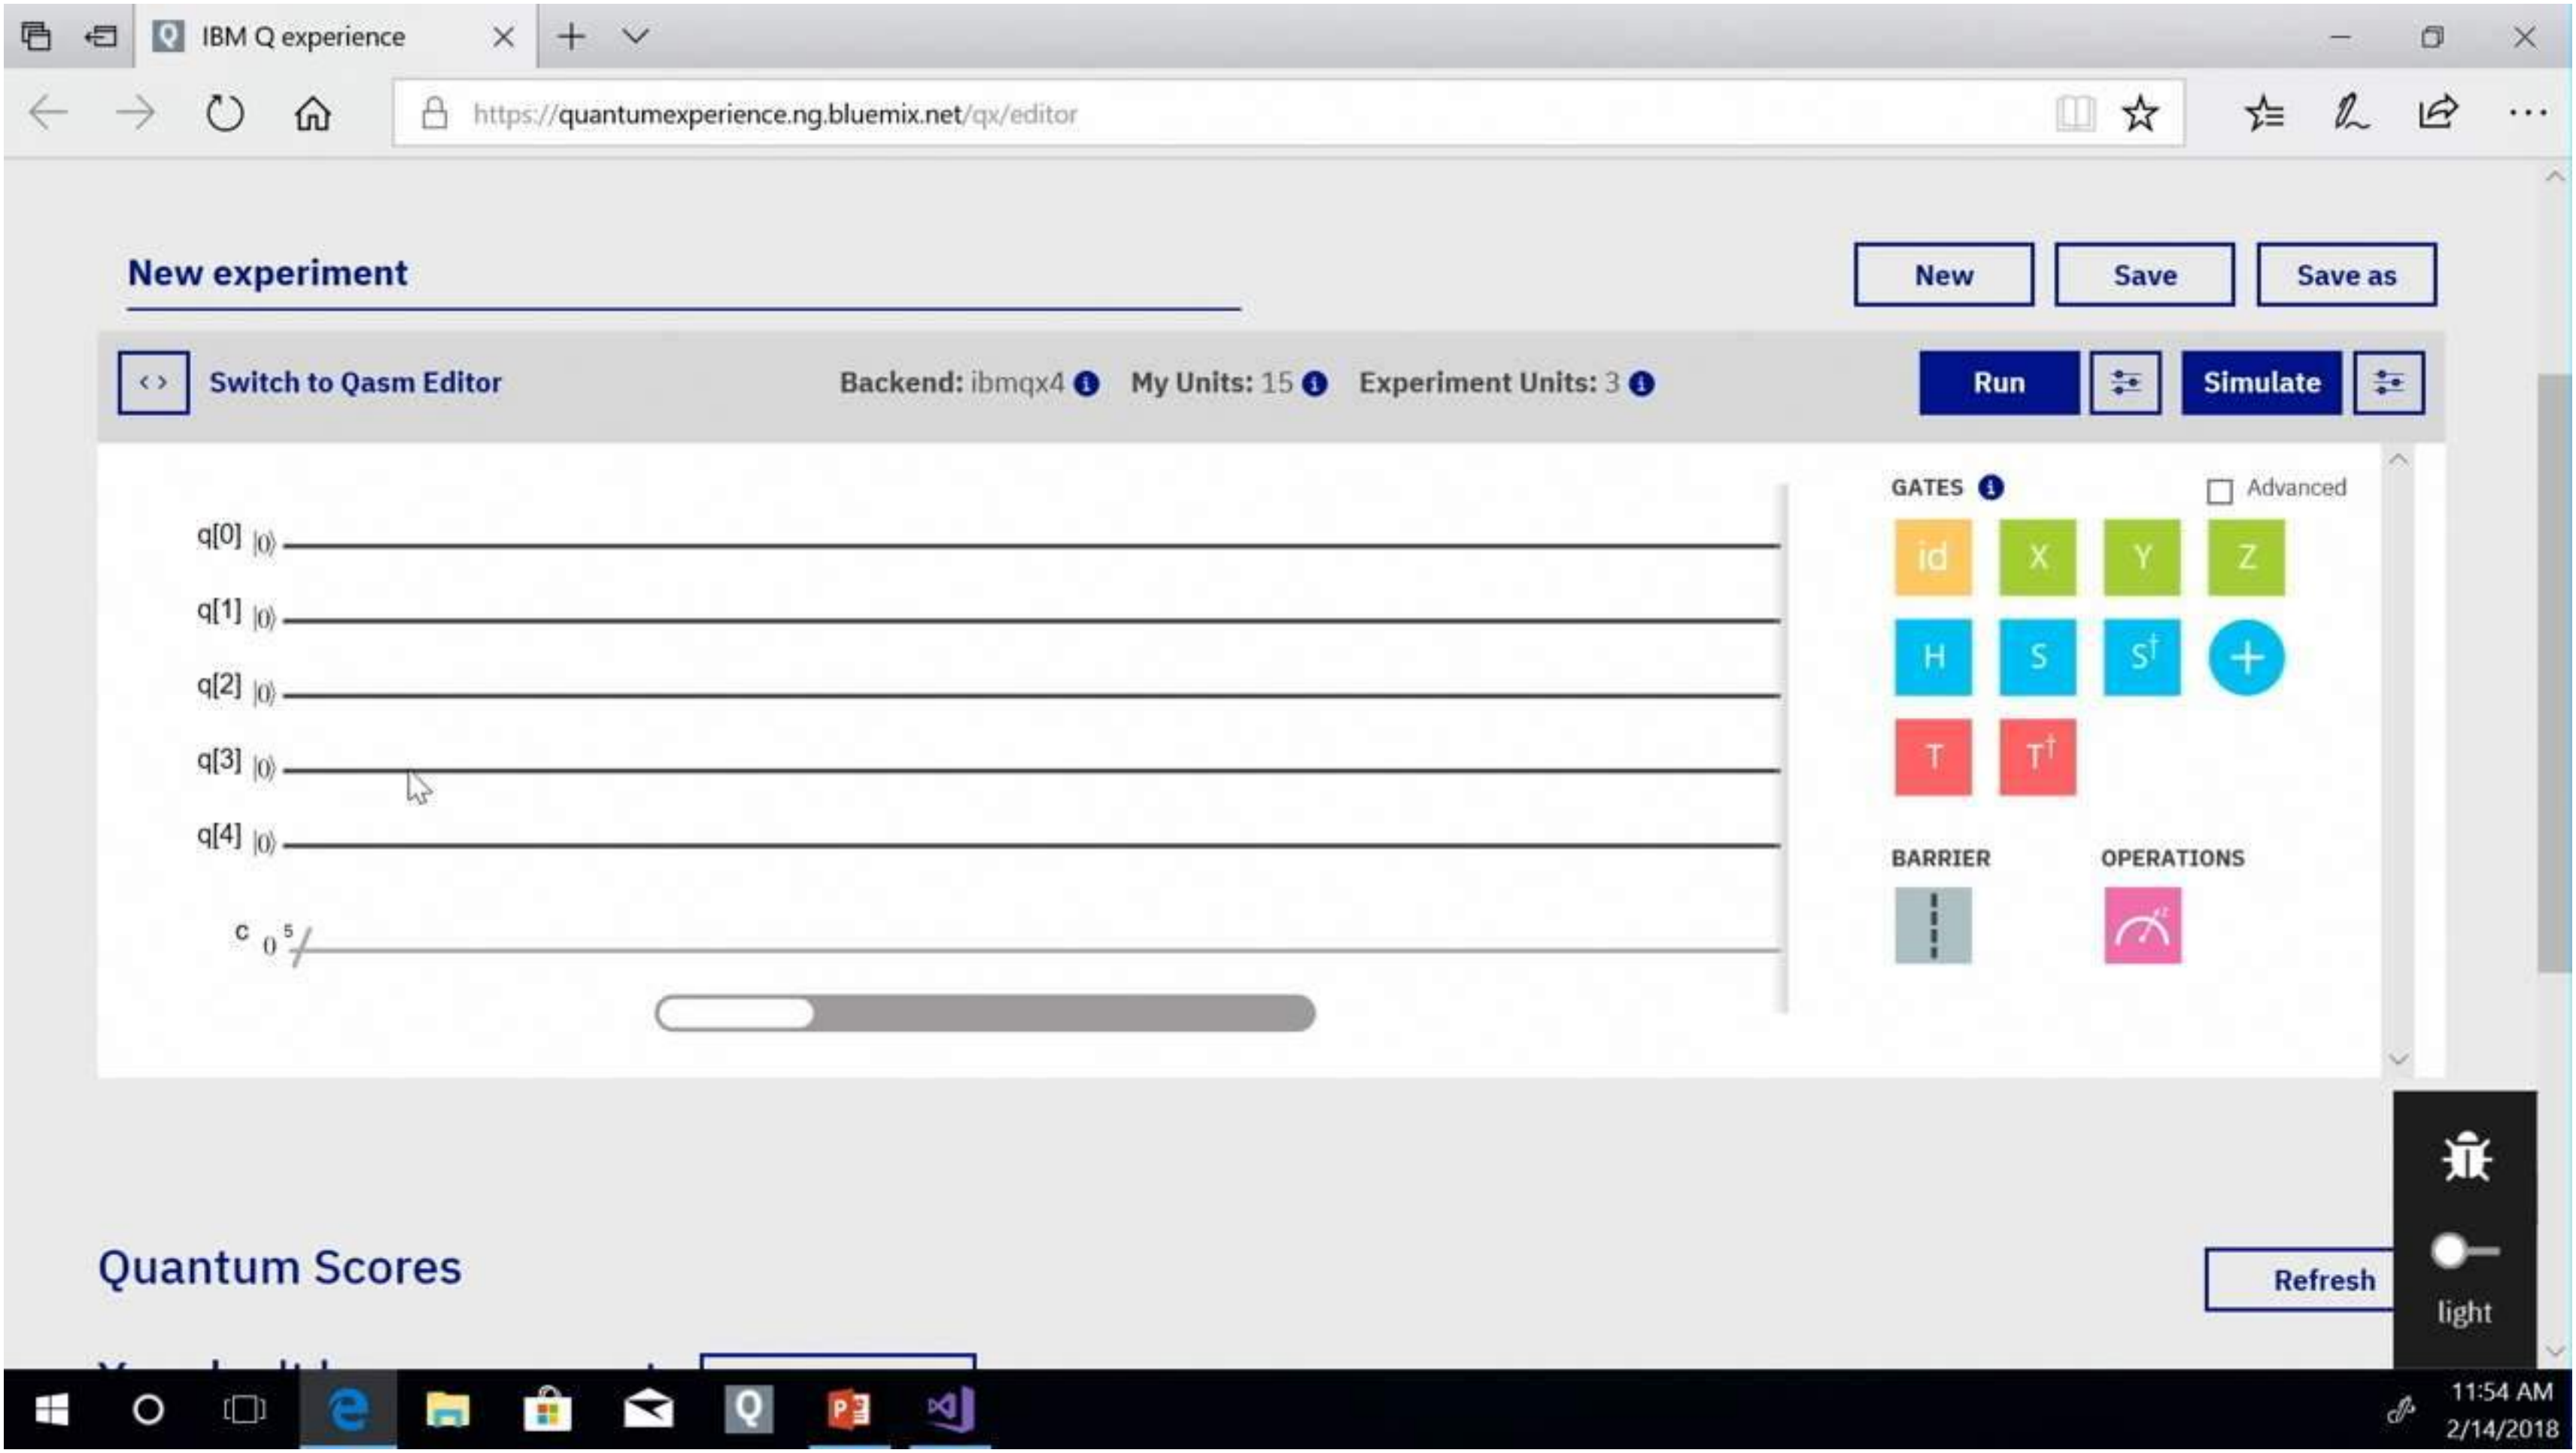 IBM Q experience
https://quantumexperience.ng.bluemix.net/qx/editor
New experiment
New
Save
Save as
Switch to Qasm Editor
Backend: ibmqx4
My Units: 15
Experiment Units: 3
Run
Simulate
GATES
Advanced
q[0] |0⟩
q[1] |0⟩
q[2] |0⟩
q[3] |0⟩
q[4] |0⟩
c 0 5
id X Y Z
H S S† +
T T†
BARRIER
OPERATIONS
z
Quantum Scores
Refresh
light
Q
11:54 AM
2/14/2018